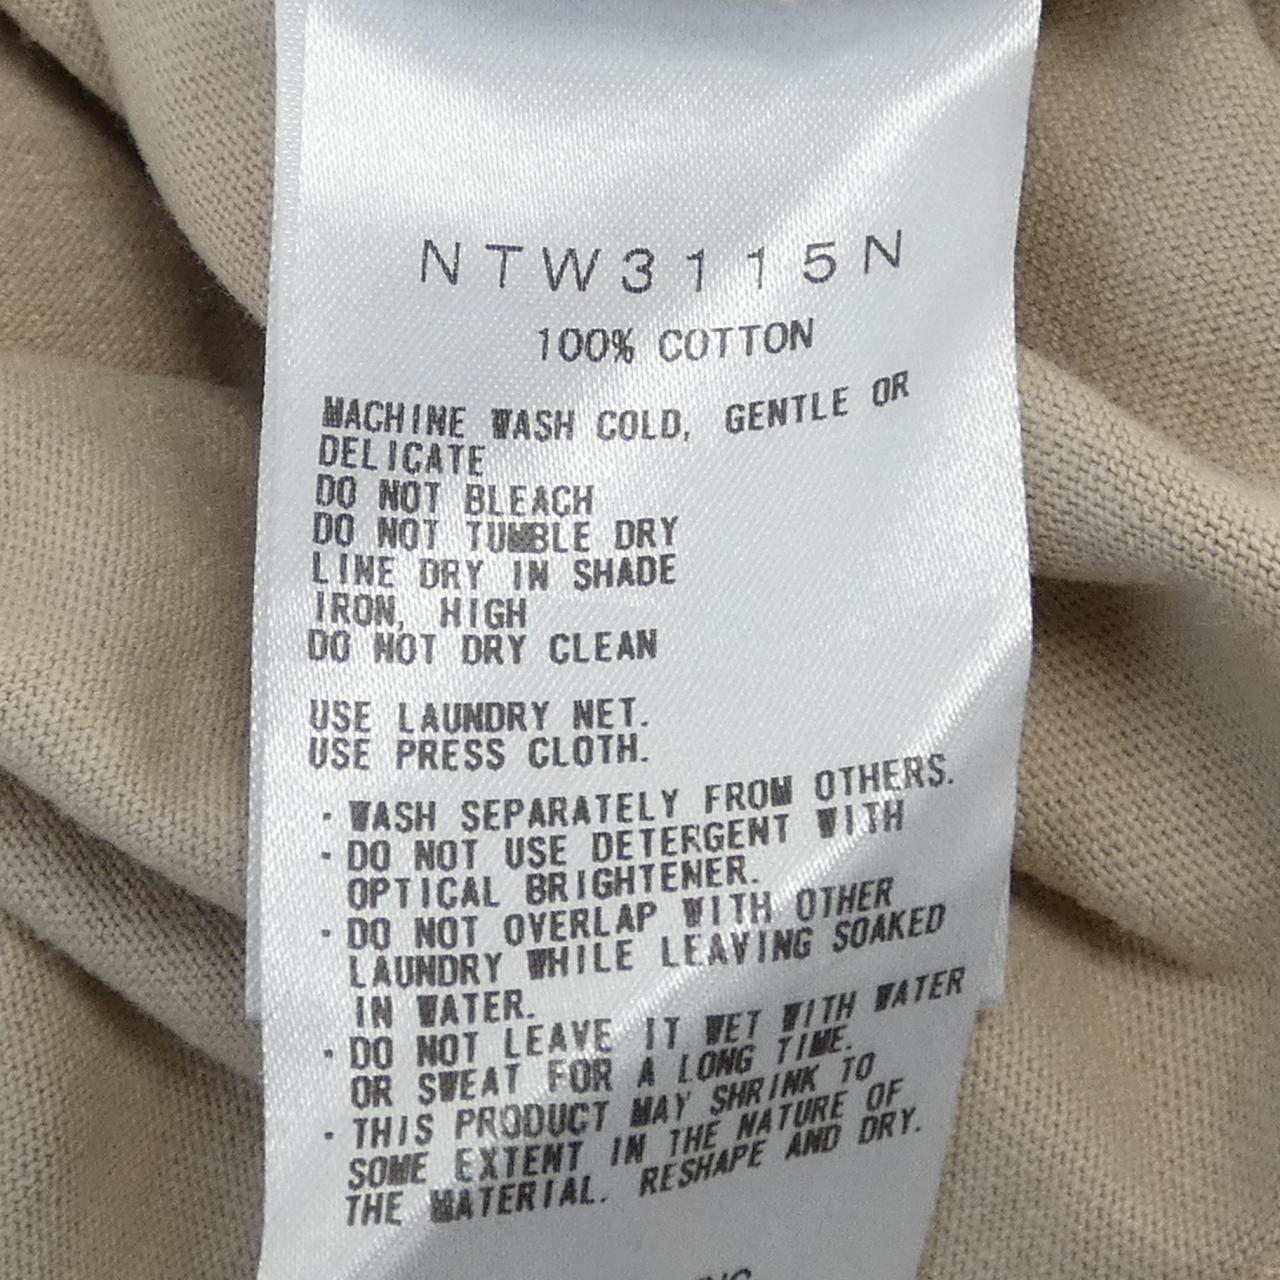 NTW3115N
100% COTTON
MACHINE WASH COLD, GENTLE OR
DELICATE
DO NOT BLEACH
DO NOT TUMBLE DRY
LINE DRY IN SHADE
IRON, HIGH
DO NOT DRY CLEAN
USE LAUNDRY NET.
USE PRESS CLOTH.
・WASH SEPARATELY FROM OTHERS.
・DO NOT USE DETERGENT WITH
OPTICAL BRIGHTENER.
・DO NOT OVERLAP WITH OTHER
LAUNDRY WHILE LEAVING SOAKED
IN WATER.
・DO NOT LEAVE IT WET WITH WATER
OR SWEAT FOR A LONG TIME.
・THIS PRODUCT MAY SHRINK TO
SOME EXTENT IN THE NATURE OF
THE MATERIAL. RESHAPE AND DRY.